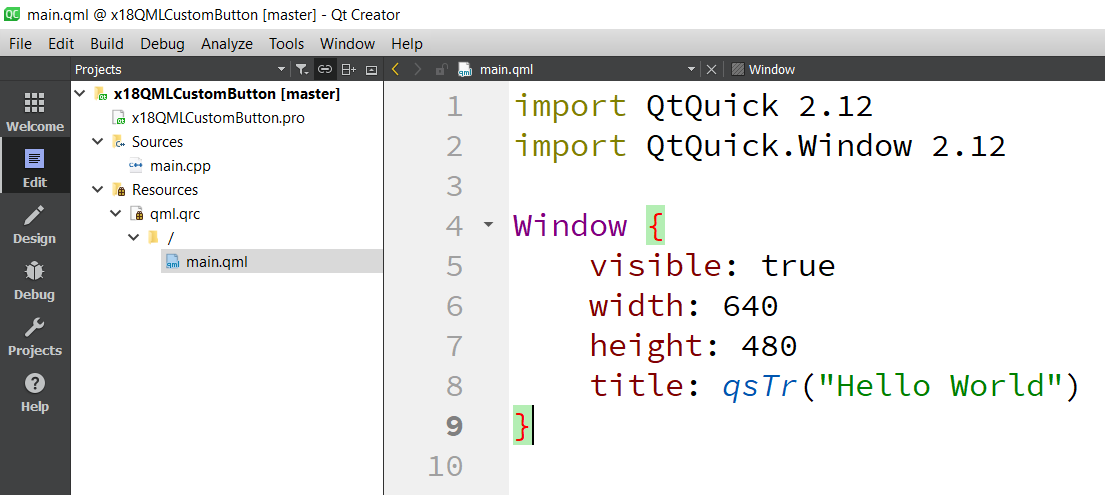 QC main.qml @ x18QMLCustomButton [master] - Qt Creator
File Edit Build Debug Analyze Tools Window Help
Projects main.qml Window
Welcome
Edit
Design
Debug
Projects
Help
x18QMLCustomButton [master]
x18QMLCustomButton.pro
Sources
C++ main.cpp
Resources
qml.qrc
/
qml main.qml
1 import QtQuick 2.12
2 import QtQuick.Window 2.12
3
4 Window {
5 visible: true
6 width: 640
7 height: 480
8 title: qsTr("Hello World")
9 }
10